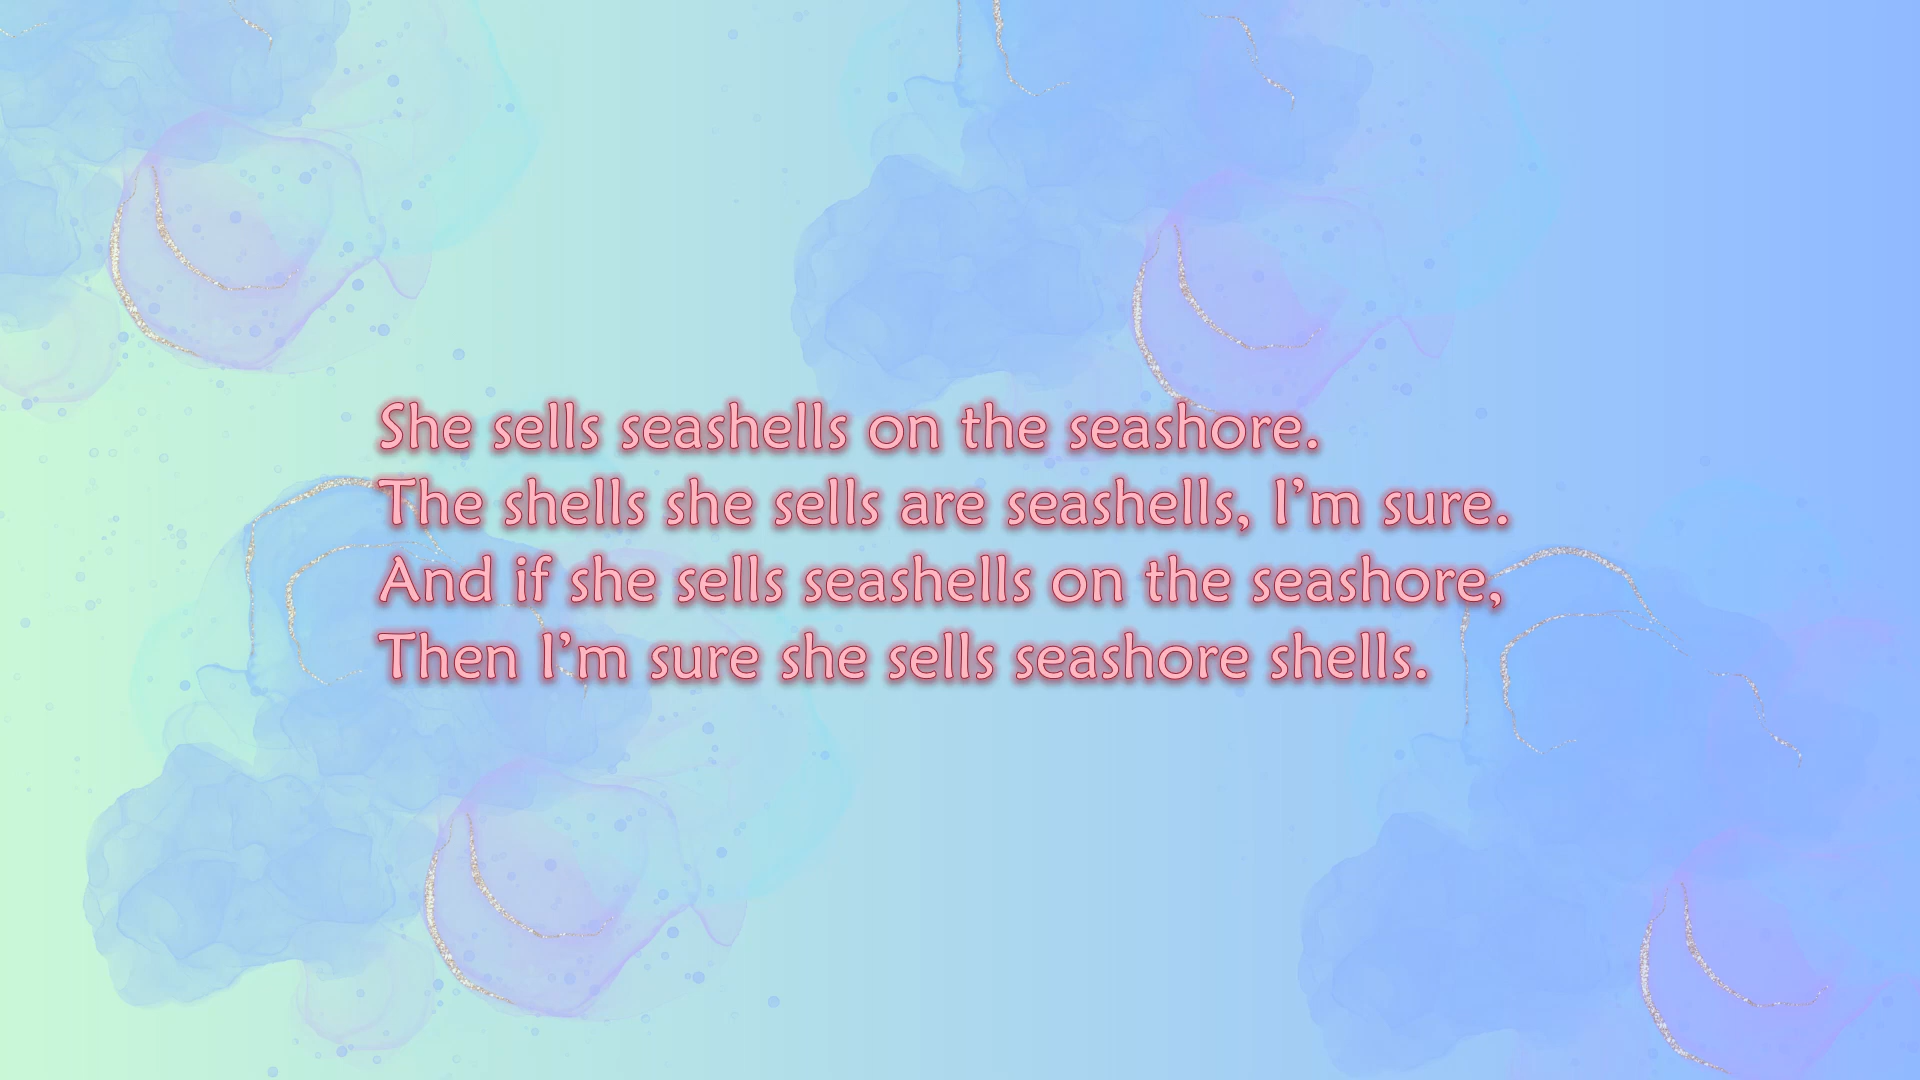 She sells seashells on the seashore.
The shells she sells are seashells, I’m sure.
And if she sells seashells on the seashore,
Then I’m sure she sells seashore shells.